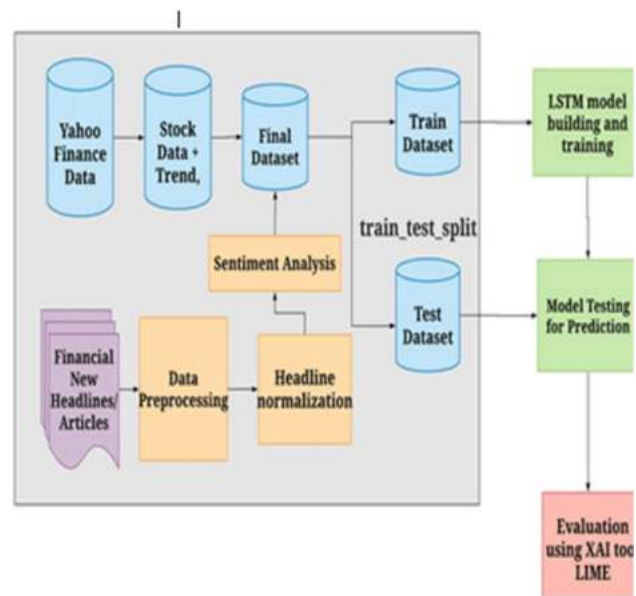 Yahoo
Finance
Data
Stock
Data +
Trend,
Final
Dataset
Train
Dataset
LSTM model
building and
training
train_test_split
Sentiment Analysis
Test
Dataset
Model Testing
for Prediction
Financial
New
Headlines/
Articles
Data
Preprocessing
Headline
normalization
Evaluation
using XAI too
LIME